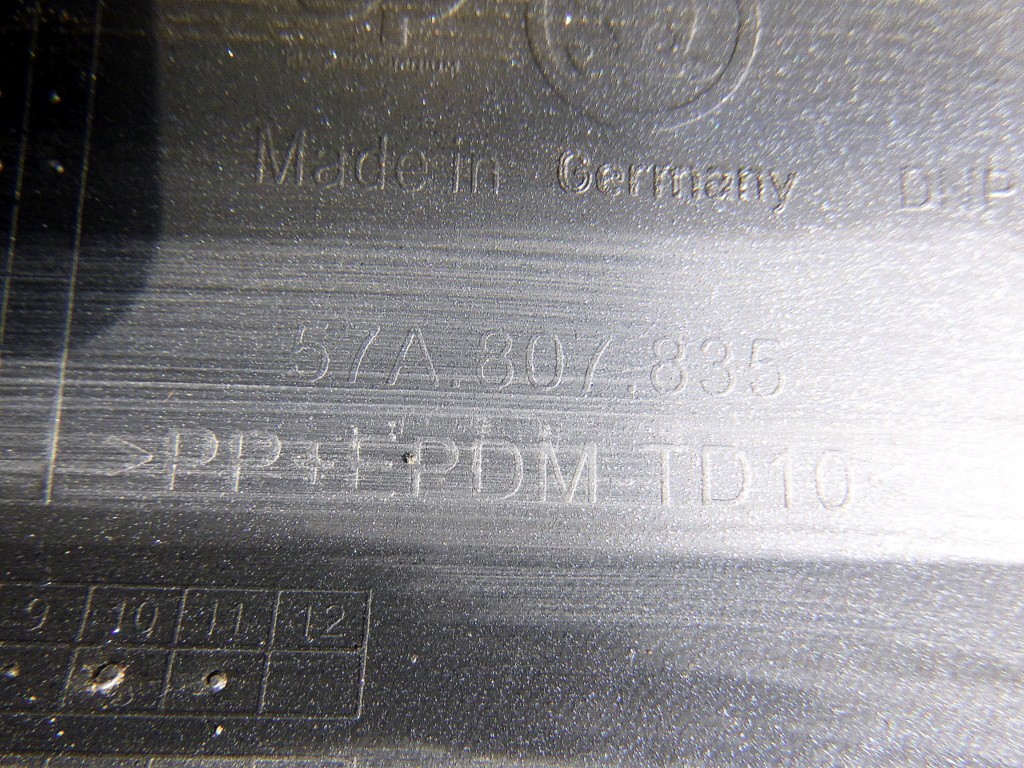 Made in Germany
57A.807.835
>PP+EPDM-TD10<
9 10 11 12